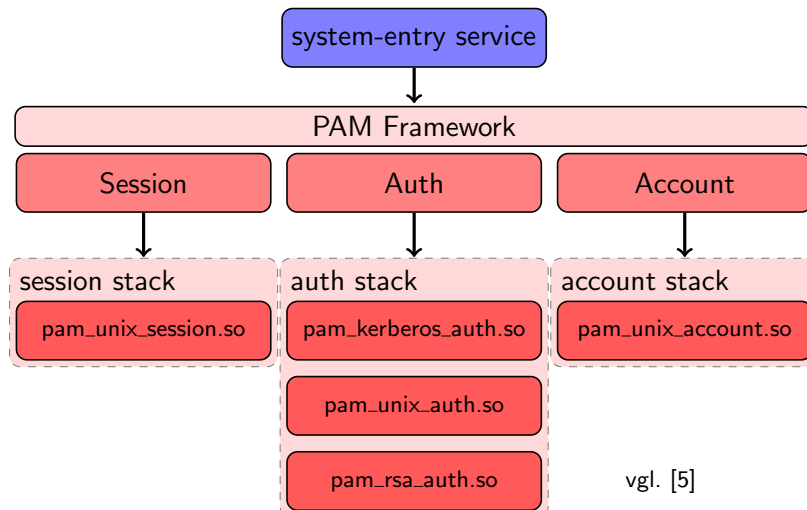 system-entry service
PAM Framework
Session
Auth
Account
session stack
auth stack
account stack
pam_unix_session.so
pam_kerberos_auth.so
pam_unix_account.so
pam_unix_auth.so
pam_rsa_auth.so
vgl. [5]